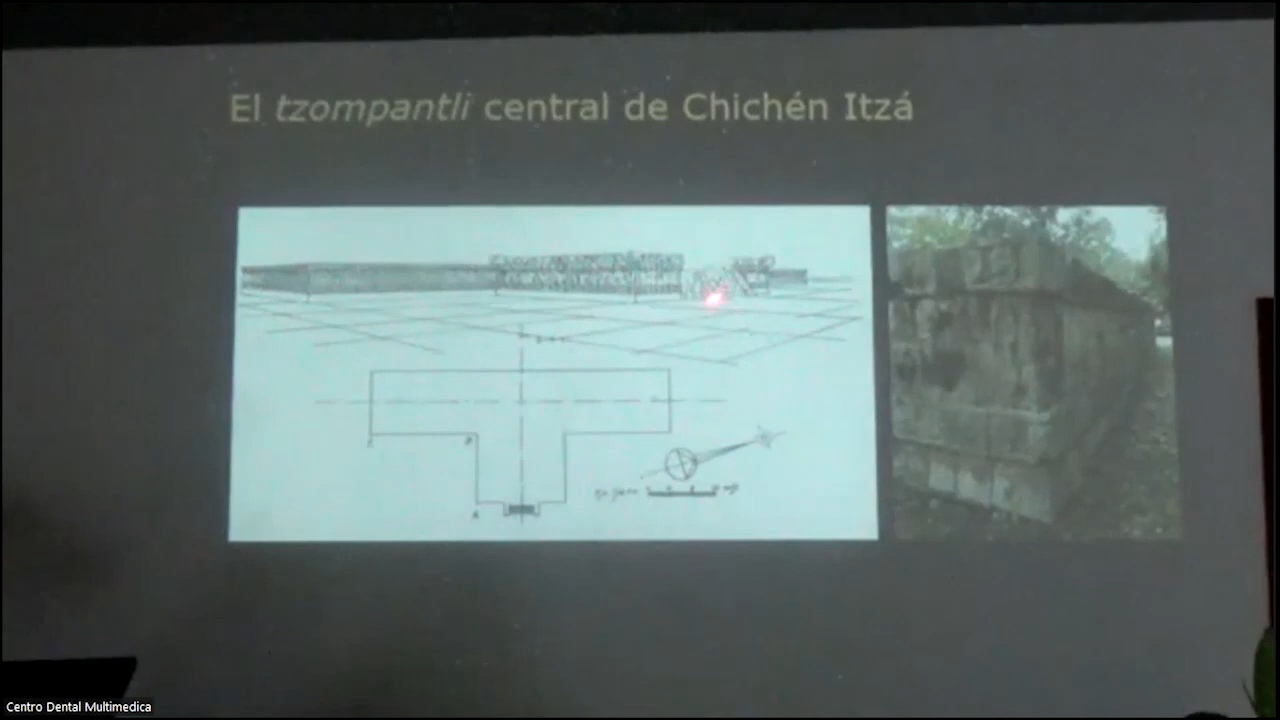 El tzompantli central de Chichén Itzá
Centro Dental Multimedica